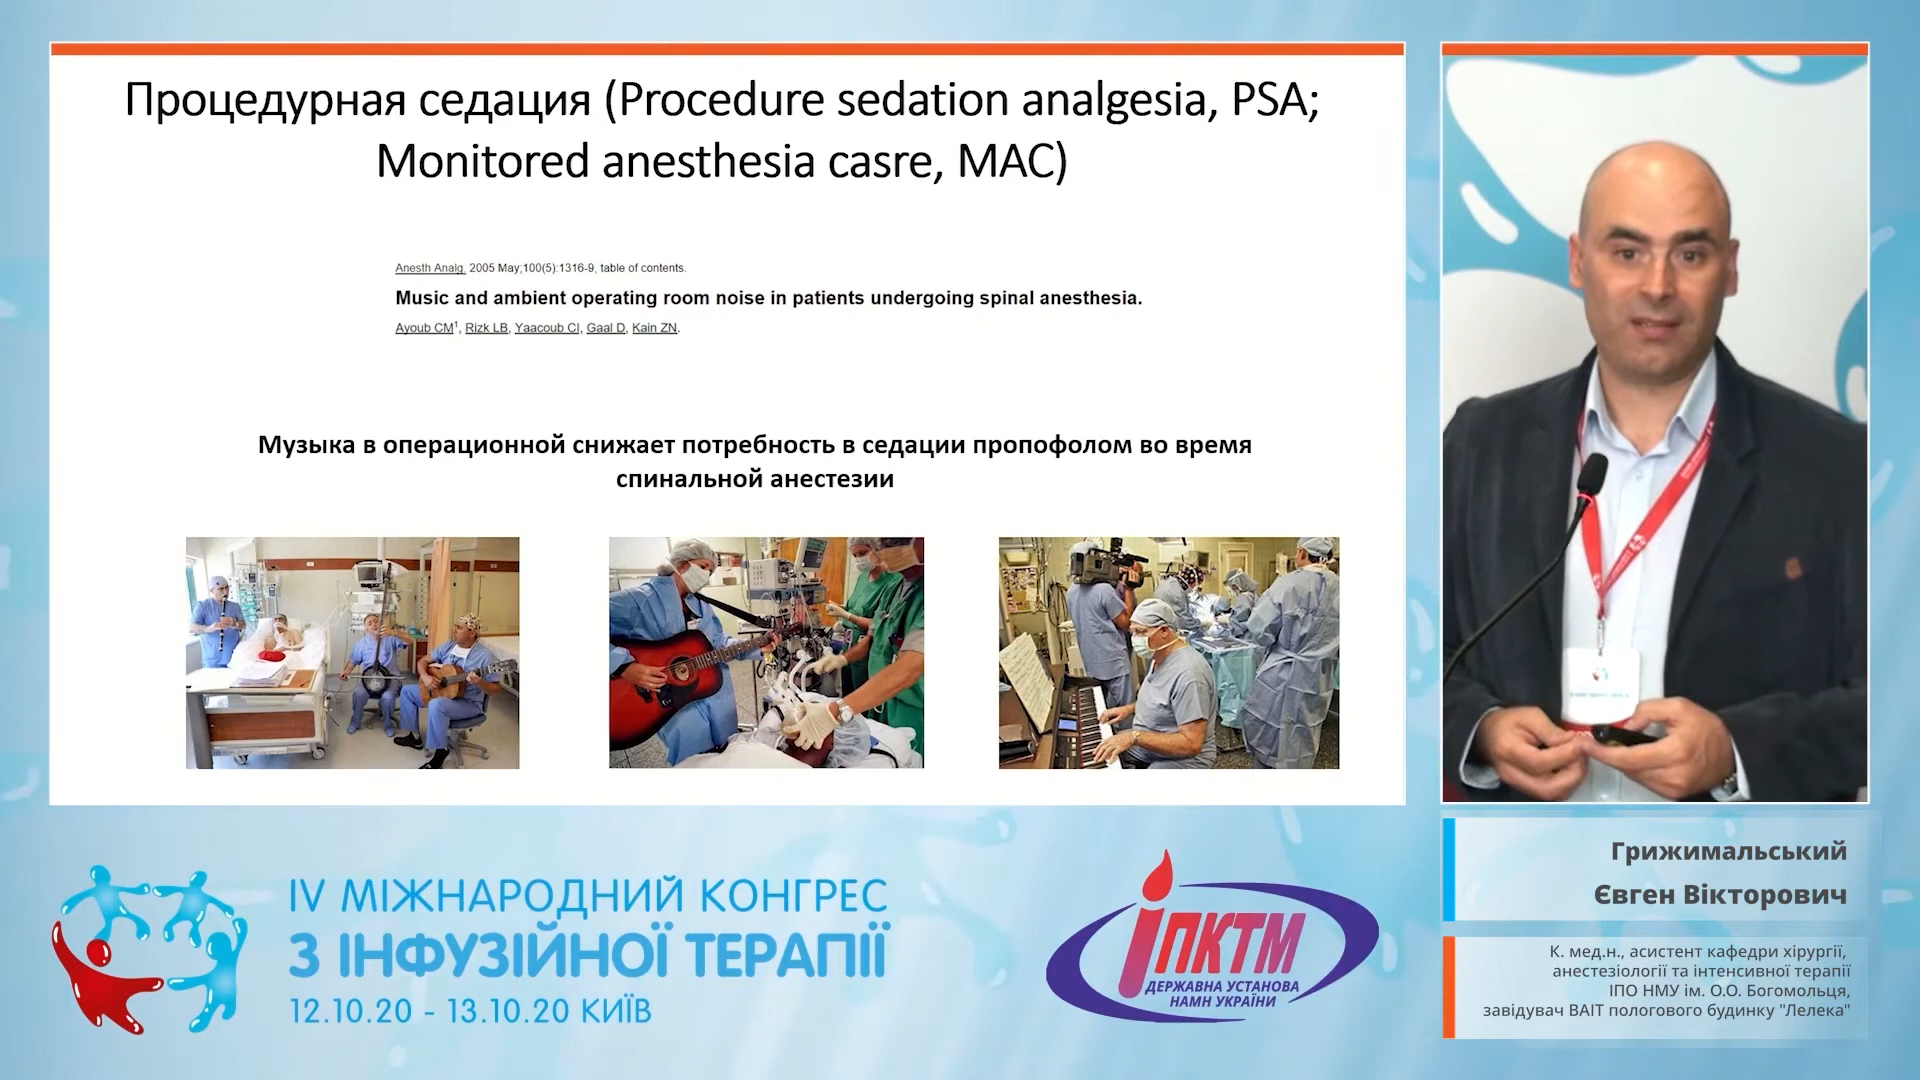 Процедурная седация (Procedure sedation analgesia, PSA;
Monitored anesthesia casre, MAC)
Anesth Analg. 2005 May;100(5):1316-9, table of contents.
Music and ambient operating room noise in patients undergoing spinal anesthesia.
Ayoub CM1, Rizk LB, Yaacoub CI, Gaal D, Kain ZN.
Музыка в операционной снижает потребность в седации пропофолом во время
спинальной анестезии
IV МІЖНАРОДНИЙ КОНГРЕС
З ІНФУЗІЙНОЇ ТЕРАПІЇ
12.10.20 - 13.10.20 КИЇВ
ІПКТМ
ДЕРЖАВНА УСТАНОВА
НАМН УКРАЇНИ
Грижимальський
Євген Вікторович
К. мед.н., асистент кафедри хірургії,
анестезіології та інтенсивної терапії
ІПО НМУ ім. О.О. Богомольця,
завідувач ВАІТ пологового будинку "Лелека"